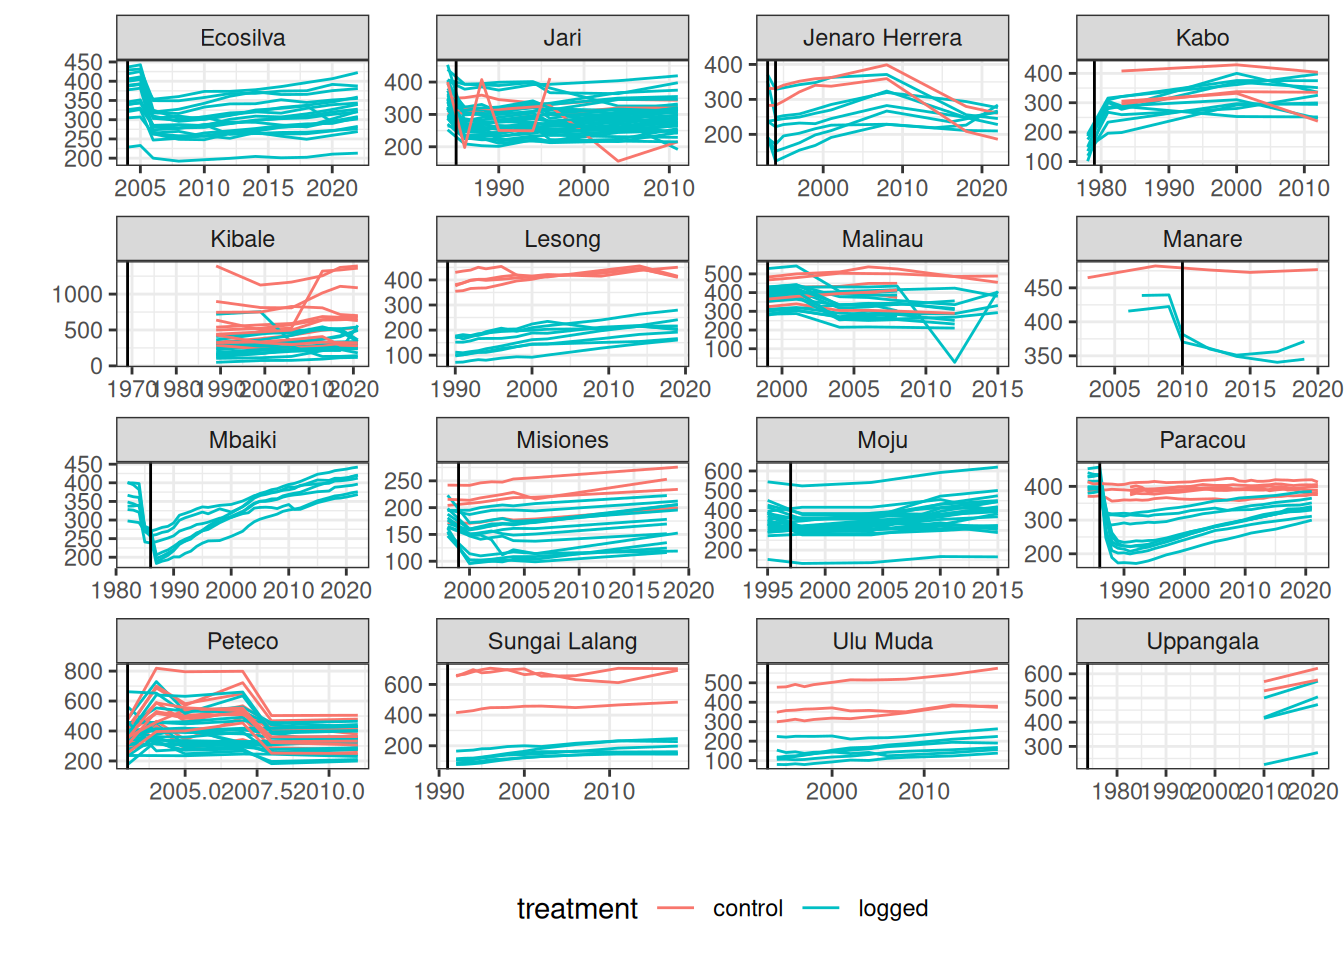 Ecosilva Jari Jenaro Herrera Kabo
450 400 350 300 250 200
400 300 200
400 300 200
400 300 200 100
2005 2010 2015 2020 1990 2000 2010 2000 2010 2020 1980 1990 2000 2010
Kibale Lesong Malinau Manare
1000 500 0
400 300 200 100
500 400 300 200 100
450 400 350
1970 1980 1990 2000 2010 2020 1990 2000 2010 2020 2000 2005 2010 2015 2005 2010 2015 2020
Mbaiki Misiones Moju Paracou
450 400 350 300 250 200
250 200 150 100
600 500 400 300 200
400 300 200
1980 1990 2000 2010 2020 2000 2005 2010 2015 2020 1995 2000 2005 2010 2015 1990 2000 2010 2020
Peteco Sungai Lalang Ulu Muda Uppangala
800 600 400 200
600 400 200
500 400 300 200 100
600 500 400 300
2005.0 2007.5 2010.0 1990 2000 2010 2000 2010 1980 1990 2000 2010 2020
treatment control logged